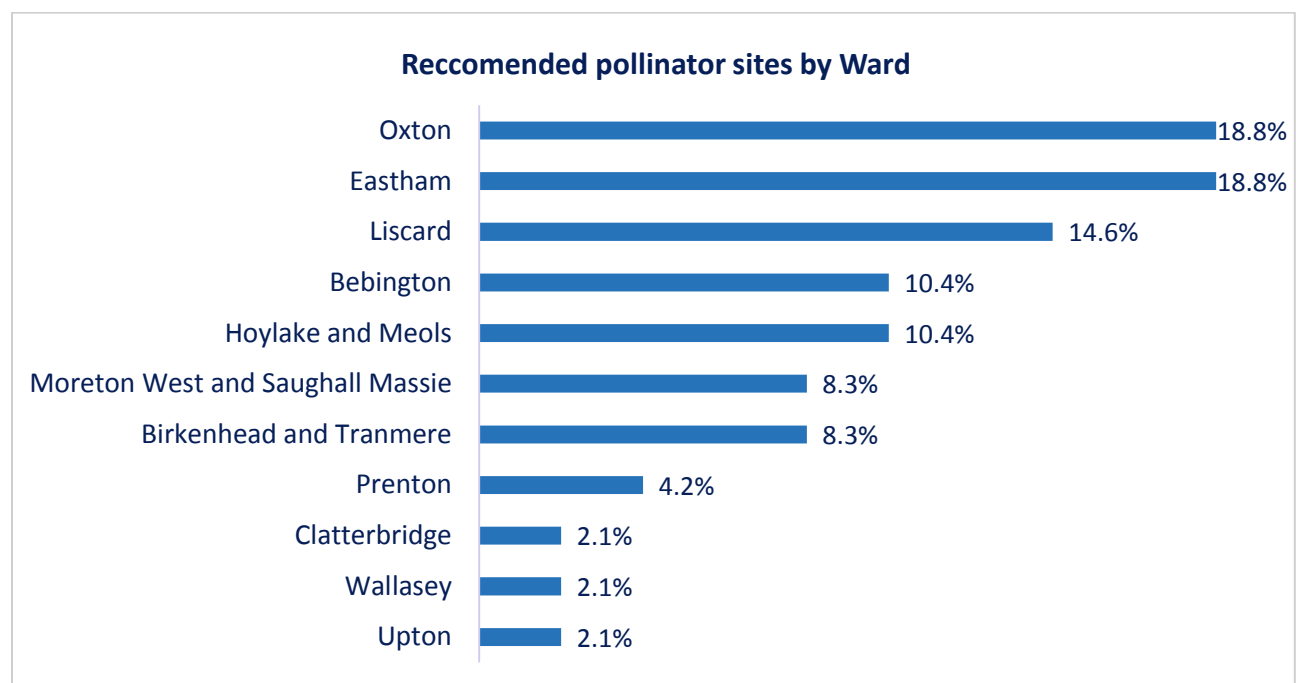 Reccomended pollinator sites by Ward
Oxton 18.8%
Eastham 18.8%
Liscard 14.6%
Bebington 10.4%
Hoylake and Meols 10.4%
Moreton West and Saughall Massie 8.3%
Birkenhead and Tranmere 8.3%
Prenton 4.2%
Clatterbridge 2.1%
Wallasey 2.1%
Upton 2.1%